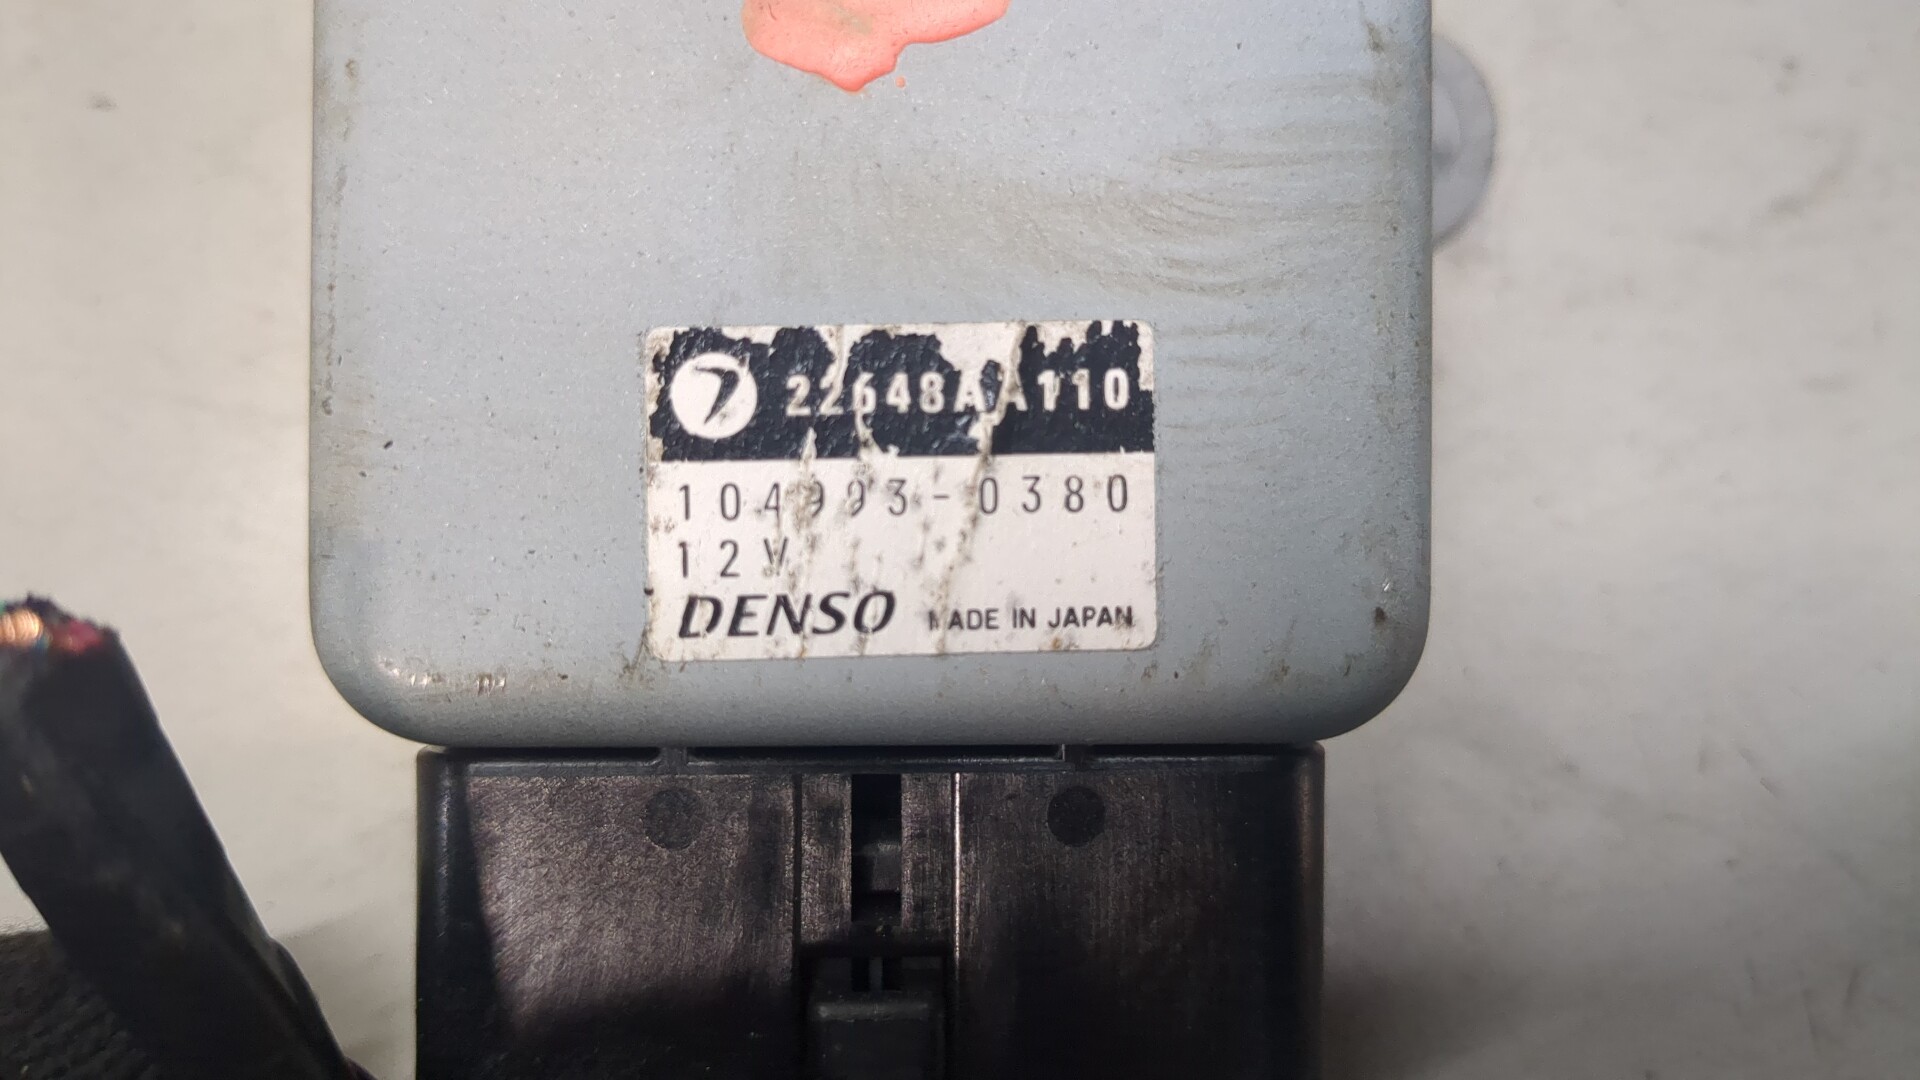 22648AA110
104993-0380
12V
DENSO MADE IN JAPAN